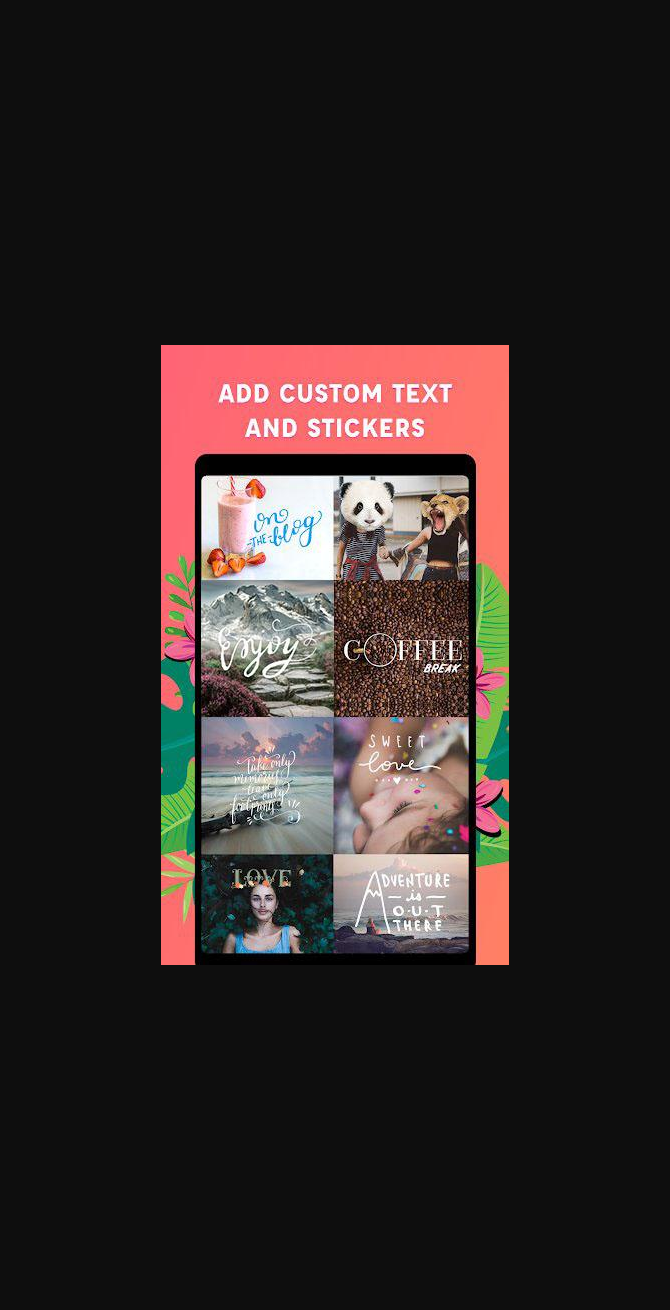 ADD CUSTOM TEXT
AND STICKERS
on
-THE-
blog
Enjoy
COFFEE
BREAK
take only
memories
leave
only
footprints
SWEET
love
LOVE
ADVENTURE
is
O·U·T
THERE